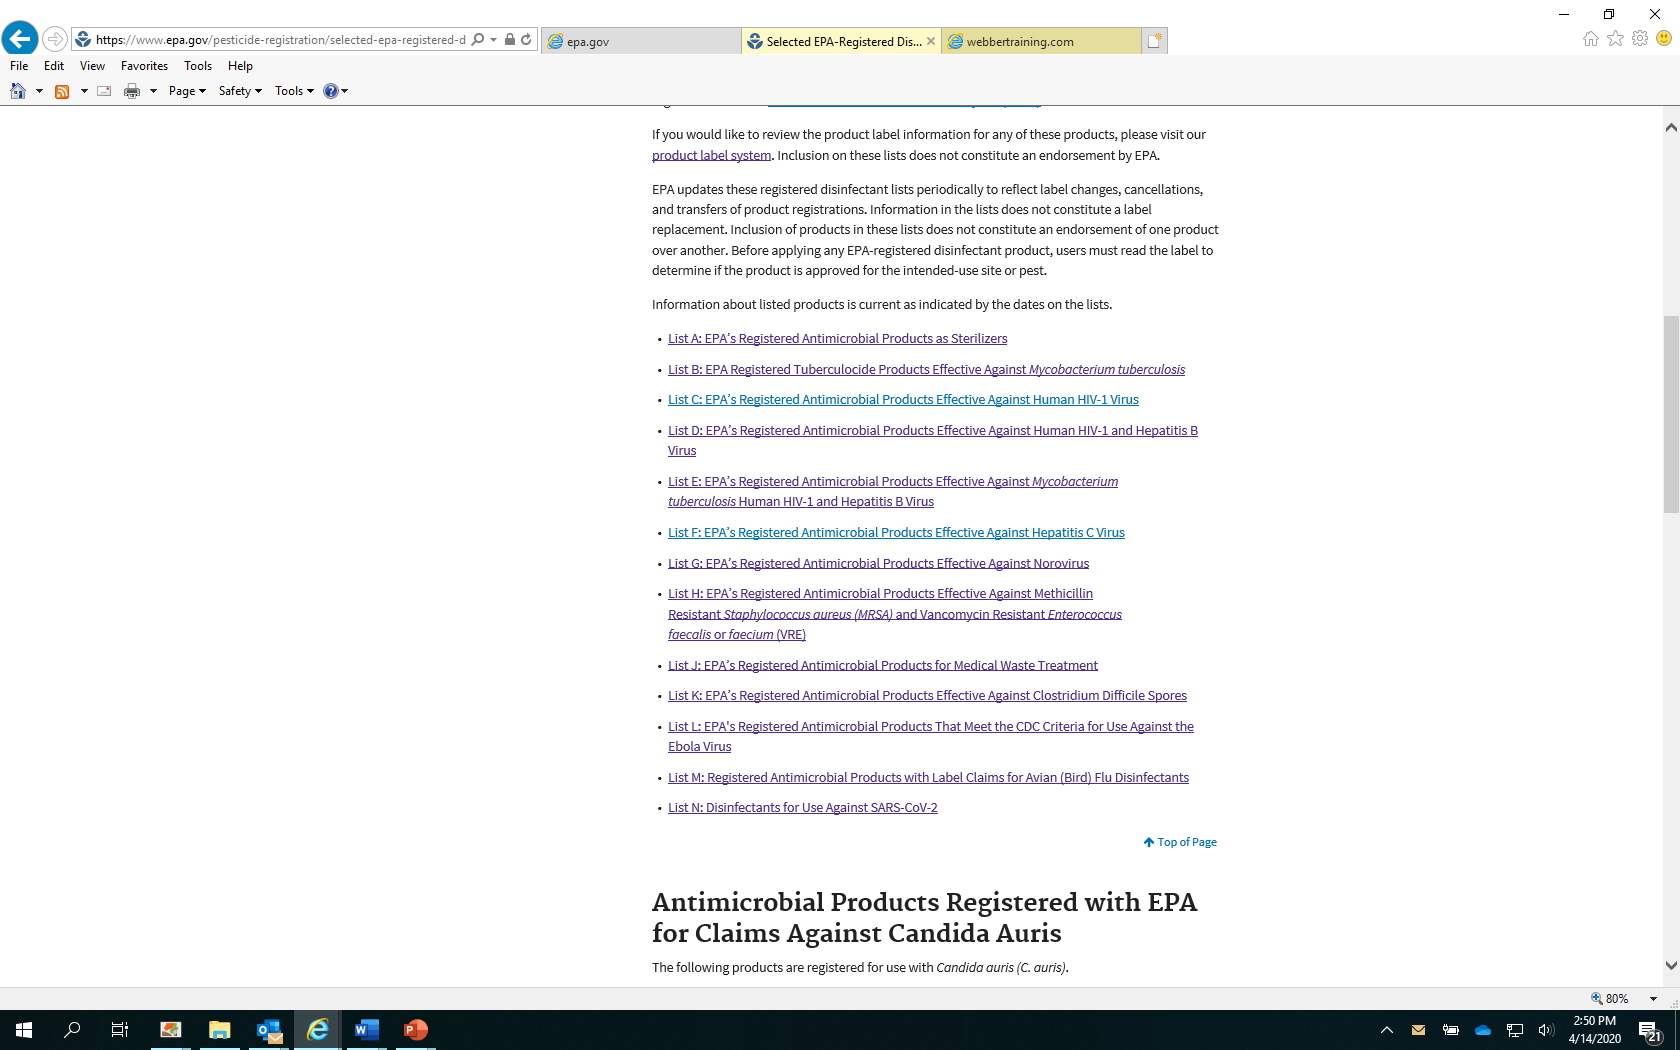 https://www.epa.gov/pesticide-registration/selected-epa-registered-d
epa.gov
Selected EPA-Registered Dis...
webbertraining.com
File Edit View Favorites Tools Help
Page Safety Tools
If you would like to review the product label information for any of these products, please visit our
product label system. Inclusion on these lists does not constitute an endorsement by EPA.
EPA updates these registered disinfectant lists periodically to reflect label changes, cancellations,
and transfers of product registrations. Information in the lists does not constitute a label
replacement. Inclusion of products in these lists does not constitute an endorsement of one product
over another. Before applying any EPA-registered disinfectant product, users must read the label to
determine if the product is approved for the intended-use site or pest.
Information about listed products is current as indicated by the dates on the lists.
• List A: EPA’s Registered Antimicrobial Products as Sterilizers
• List B: EPA Registered Tuberculocide Products Effective Against Mycobacterium tuberculosis
• List C: EPA’s Registered Antimicrobial Products Effective Against Human HIV-1 Virus
• List D: EPA’s Registered Antimicrobial Products Effective Against Human HIV-1 and Hepatitis B
Virus
• List E: EPA’s Registered Antimicrobial Products Effective Against Mycobacterium
tuberculosis Human HIV-1 and Hepatitis B Virus
• List F: EPA’s Registered Antimicrobial Products Effective Against Hepatitis C Virus
• List G: EPA’s Registered Antimicrobial Products Effective Against Norovirus
• List H: EPA’s Registered Antimicrobial Products Effective Against Methicillin
Resistant Staphylococcus aureus (MRSA) and Vancomycin Resistant Enterococcus
faecalis or faecium (VRE)
• List J: EPA’s Registered Antimicrobial Products for Medical Waste Treatment
• List K: EPA’s Registered Antimicrobial Products Effective Against Clostridium Difficile Spores
• List L: EPA's Registered Antimicrobial Products That Meet the CDC Criteria for Use Against the
Ebola Virus
• List M: Registered Antimicrobial Products with Label Claims for Avian (Bird) Flu Disinfectants
• List N: Disinfectants for Use Against SARS-CoV-2
Top of Page
Antimicrobial Products Registered with EPA
for Claims Against Candida Auris
The following products are registered for use with Candida auris (C. auris).
80%
2:50 PM
4/14/2020
21